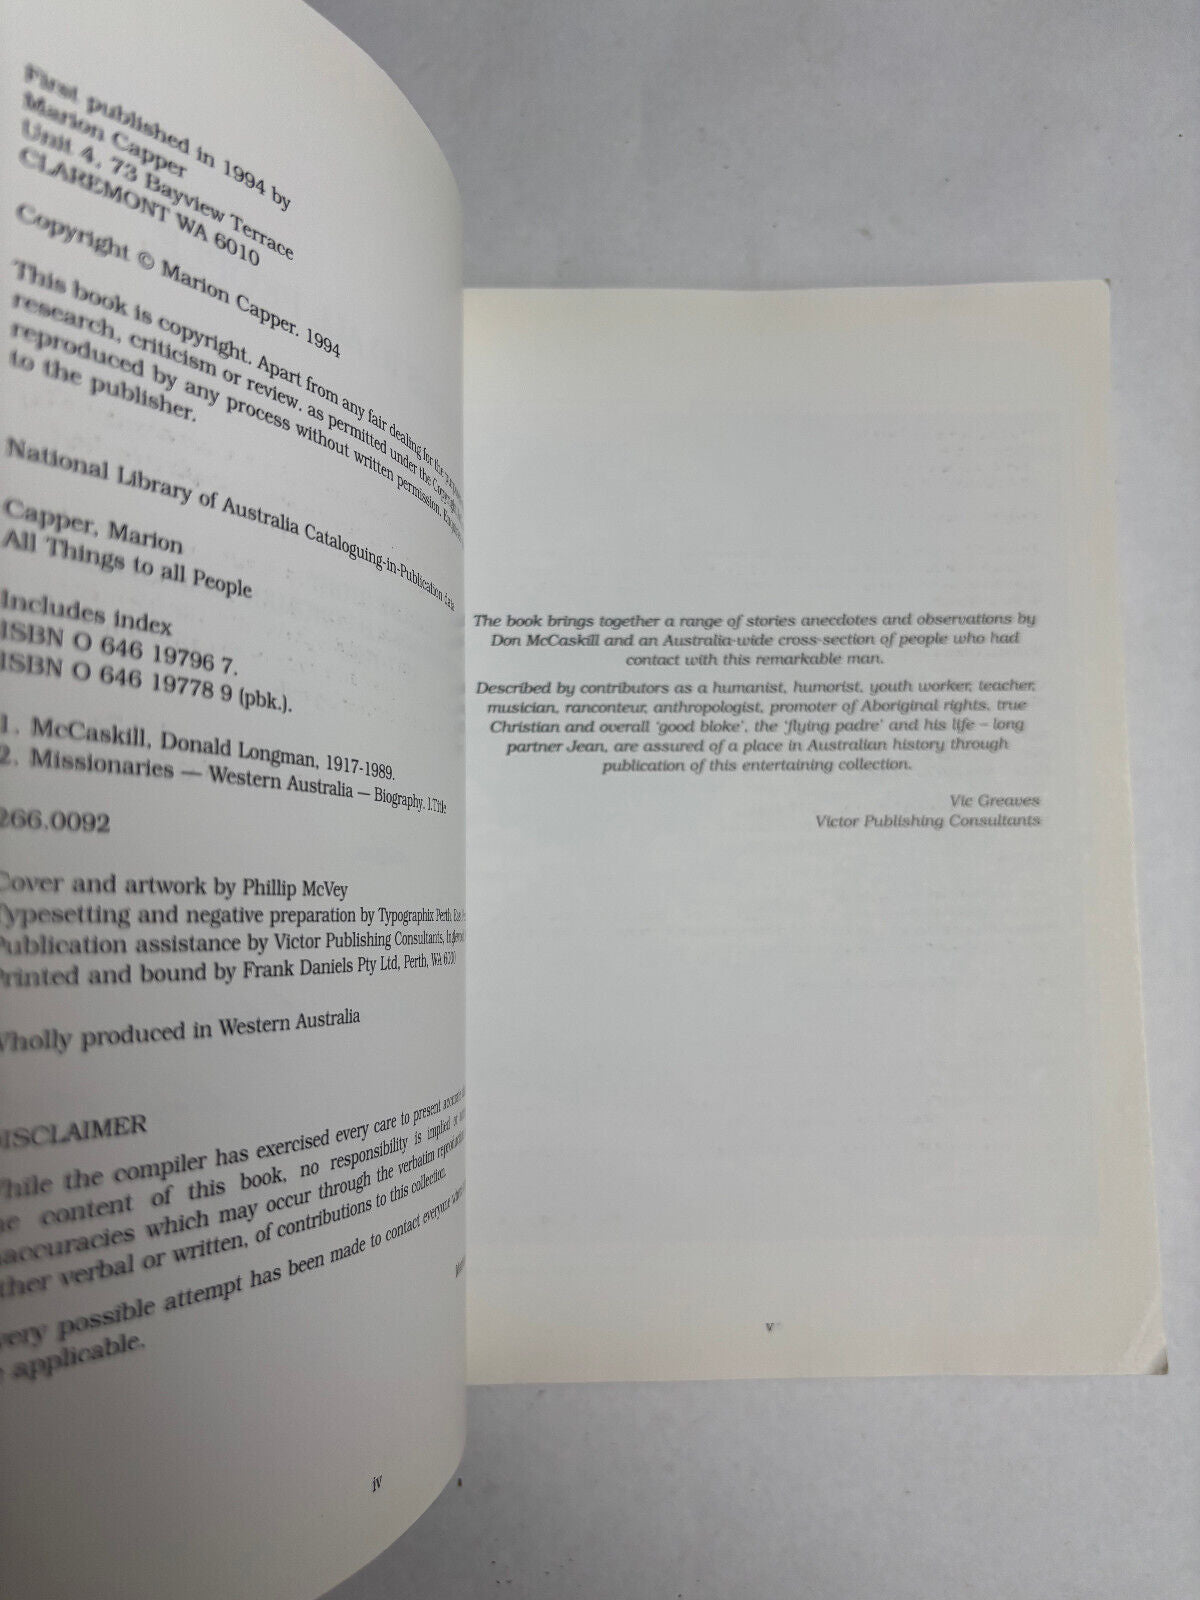 First published in 1994 by
Marion Capper
Unit 4, 73 Bayview Terrace
CLAREMONT WA 6010
Copyright © Marion Capper. 1994
This book is copyright. Apart from any fair dealing for the
research, criticism or review, as permitted under the Copyright
reproduced by any process without written permission.
to the publisher.
National Library of Australia Cataloguing-in-Publication data
Capper, Marion
All Things to all People
Includes index
ISBN O 646 19796 7.
ISBN O 646 19778 9 (pbk.).
1. McCaskill, Donald Longman, 1917-1989.
2. Missionaries — Western Australia — Biography. I.Title
266.0092
Cover and artwork by Phillip McVey
Typesetting and negative preparation by Typographix Perth,
Publication assistance by Victor Publishing Consultants,
Printed and bound by Frank Daniels Pty Ltd, Perth, WA 6000
Wholly produced in Western Australia
DISCLAIMER
While the compiler has exercised every care to present
content of this book, no responsibility is implied or
accuracies which may occur through the verbatim
verbal or written, of contributions to this collection.
possible attempt has been made to contact everyone
applicable.
iv
The book brings together a range of stories anecdotes and observations by
Don McCaskill and an Australia-wide cross-section of people who had
contact with this remarkable man.
Described by contributors as a humanist, humorist, youth worker, teacher,
musician, ranconteur, anthropologist, promoter of Aboriginal rights, true
Christian and overall 'good bloke', the 'flying padre' and his life – long
partner Jean, are assured of a place in Australian history through
publication of this entertaining collection.
Vic Greaves
Victor Publishing Consultants
v